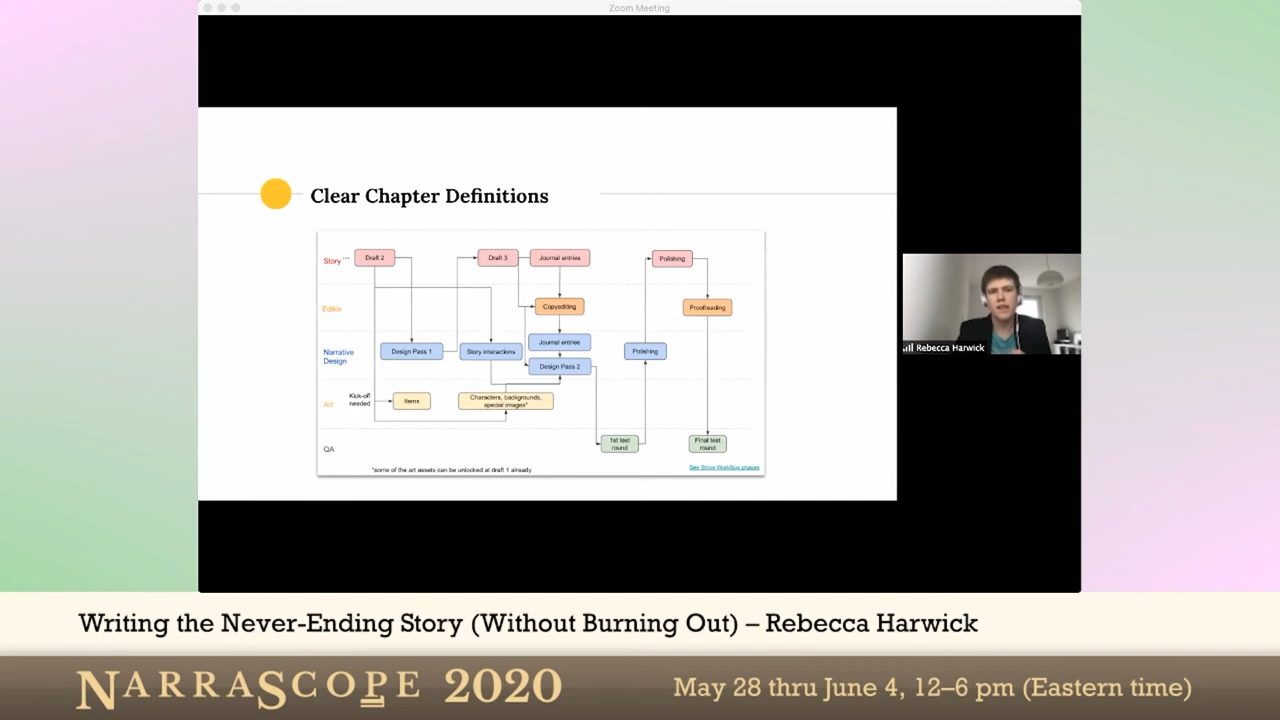 Zoom Meeting
Clear Chapter Definitions
Story
Draft 2
Draft 3
Journal entries
Polishing
Editor
Copyediting
Proofreading
Narrative
Design
Design Pass 1
Story interactions
Journal entries
Design Pass 2
Polishing
Art
Kick-off
needed
Items
Characters, backgrounds,
special images*
QA
1st test
round
Final test
round
*some of the art assets can be unlocked at draft 1 already
See Strive Workflow phases
Rebecca Harwick
Writing the Never-Ending Story (Without Burning Out) – Rebecca Harwick
NARRASCOPE 2020
May 28 thru June 4, 12–6 pm (Eastern time)